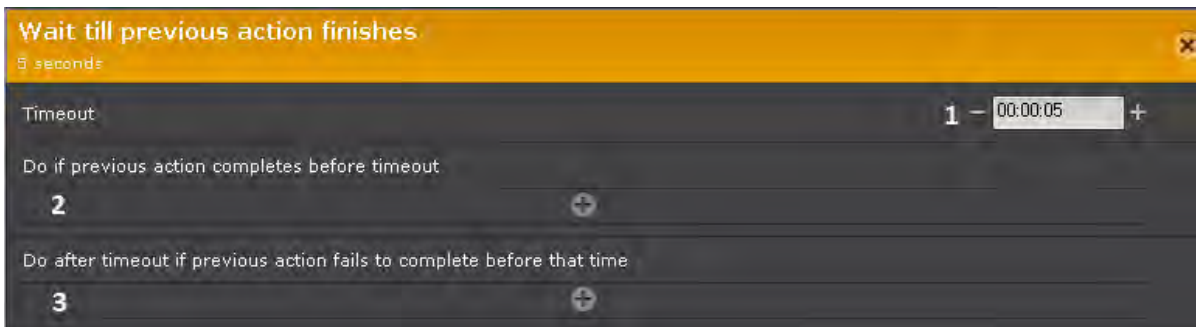 Wait till previous action finishes
5 seconds
Timeout 1 − 00:00:05 +
Do if previous action completes before timeout
2
Do after timeout if previous action fails to complete before that time
3